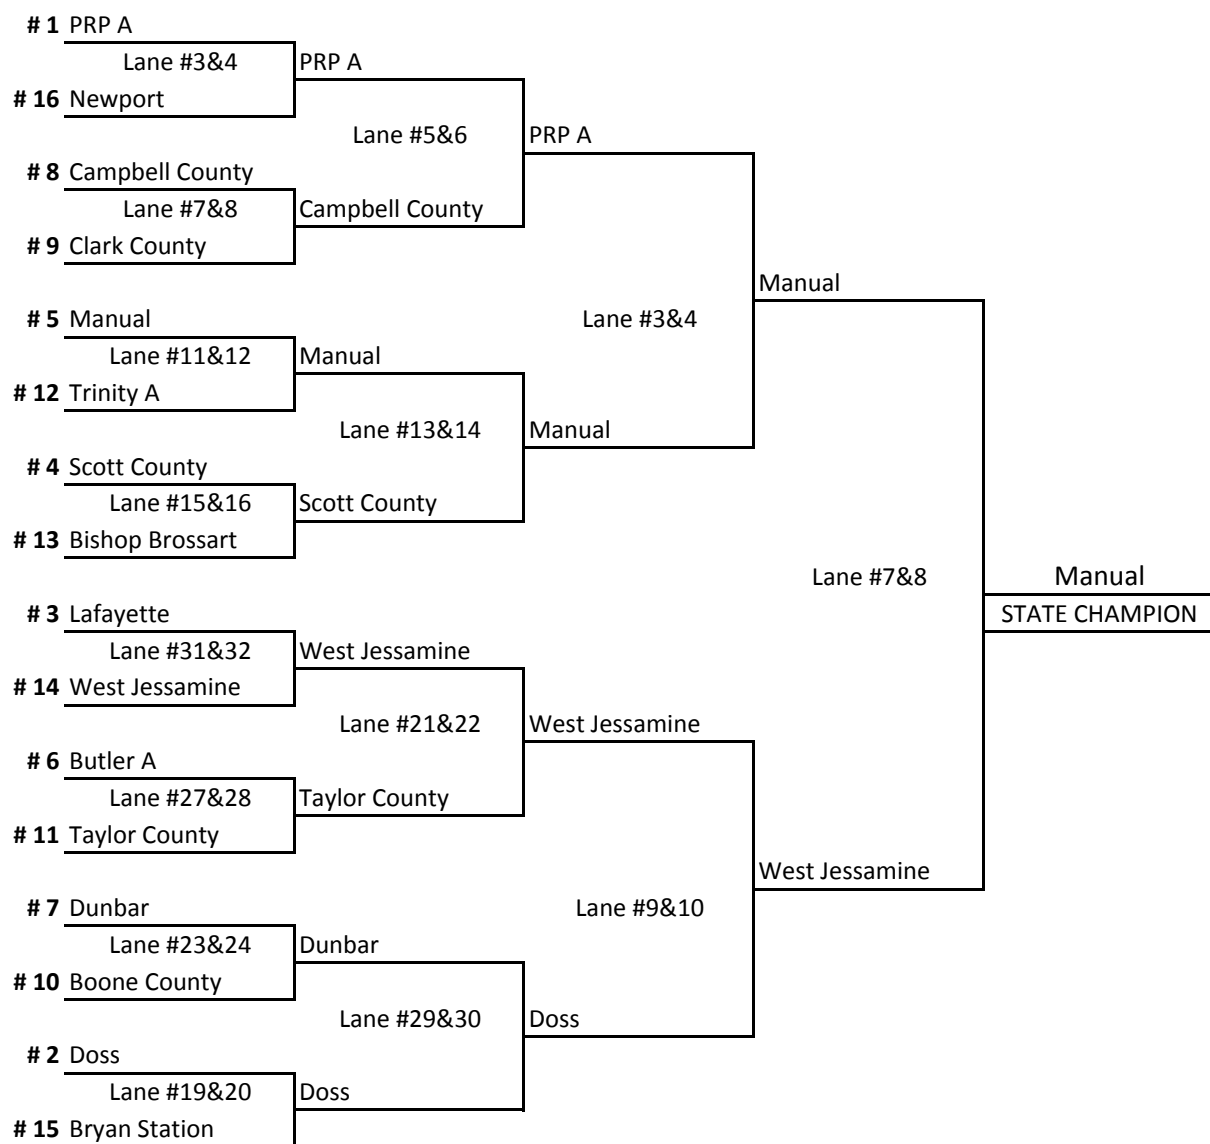 # 1 PRP A
Lane #3&4 PRP A
# 16 Newport
Lane #5&6 PRP A
# 8 Campbell County
Lane #7&8 Campbell County
# 9 Clark County
Manual
# 5 Manual Lane #3&4
Lane #11&12 Manual
# 12 Trinity A
Lane #13&14 Manual
# 4 Scott County
Lane #15&16 Scott County
# 13 Bishop Brossart
Lane #7&8 Manual
# 3 Lafayette STATE CHAMPION
Lane #31&32 West Jessamine
# 14 West Jessamine
Lane #21&22 West Jessamine
# 6 Butler A
Lane #27&28 Taylor County
# 11 Taylor County
West Jessamine
# 7 Dunbar Lane #9&10
Lane #23&24 Dunbar
# 10 Boone County
Lane #29&30 Doss
# 2 Doss
Lane #19&20 Doss
# 15 Bryan Station